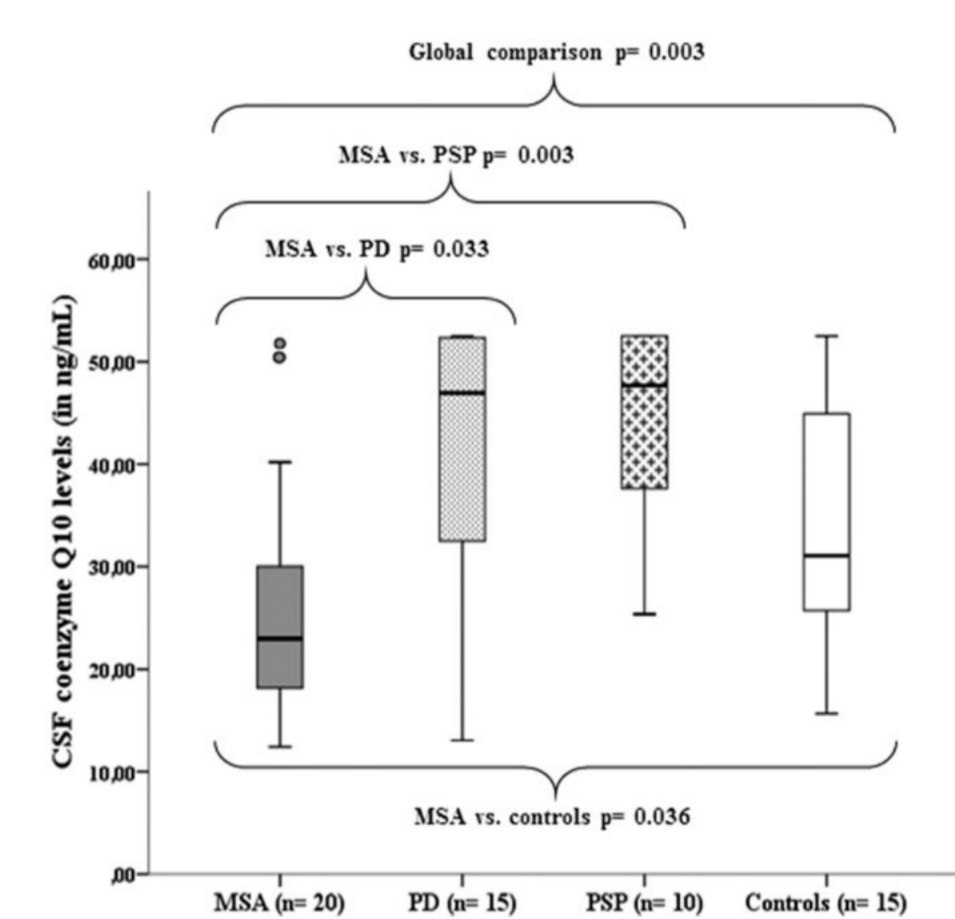 Global comparison p= 0.003
MSA vs. PSP p= 0.003
MSA vs. PD p= 0.033
CSF coenzyme Q10 levels (in ng/mL)
60,00
50,00
40,00
30,00
20,00
10,00
,00
MSA vs. controls p= 0.036
MSA (n= 20) PD (n= 15) PSP (n= 10) Controls (n= 15)